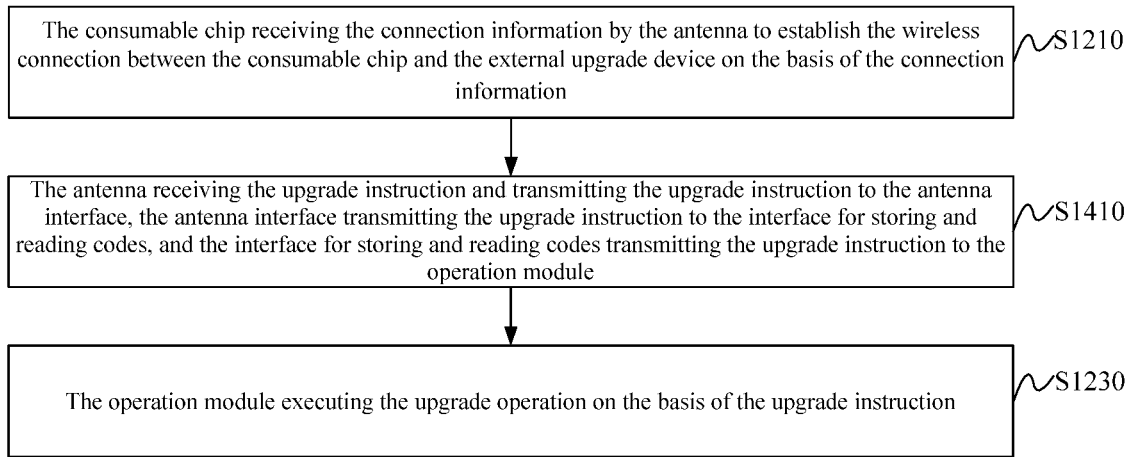 The consumable chip receiving the connection information by the antenna to establish the wireless
connection between the consumable chip and the external upgrade device on the basis of the connection
information
S1210
The antenna receiving the upgrade instruction and transmitting the upgrade instruction to the antenna
interface, the antenna interface transmitting the upgrade instruction to the interface for storing and
reading codes, and the interface for storing and reading codes transmitting the upgrade instruction to the
operation module
S1410
The operation module executing the upgrade operation on the basis of the upgrade instruction
S1230